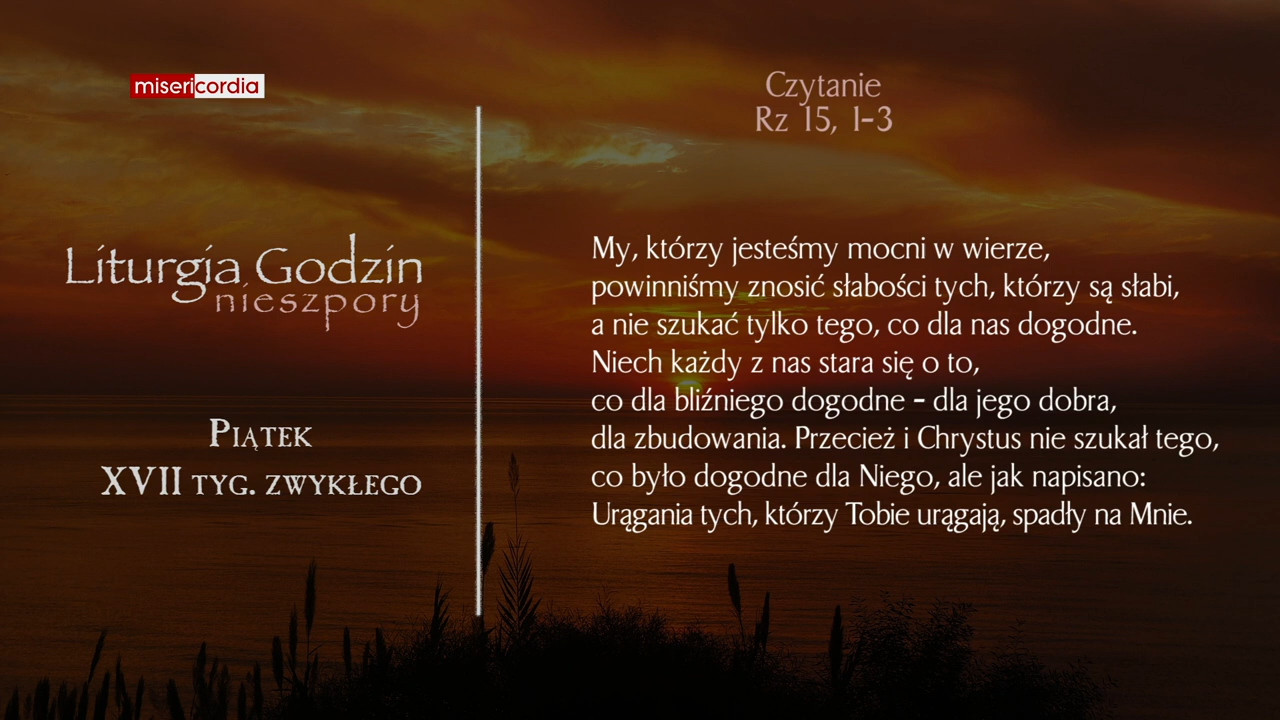 misericordia
Liturgia Godzin
nieszpory
Piątek
XVII tyg. zwykłego
Czytanie
Rz 15, 1-3
My, którzy jesteśmy mocni w wierze,
powinniśmy znosić słabości tych, którzy są słabi,
a nie szukać tylko tego, co dla nas dogodne.
Niech każdy z nas stara się o to,
co dla bliźniego dogodne - dla jego dobra,
dla zbudowania. Przecież i Chrystus nie szukał tego,
co było dogodne dla Niego, ale jak napisano:
Urągania tych, którzy Tobie urągają, spadły na Mnie.